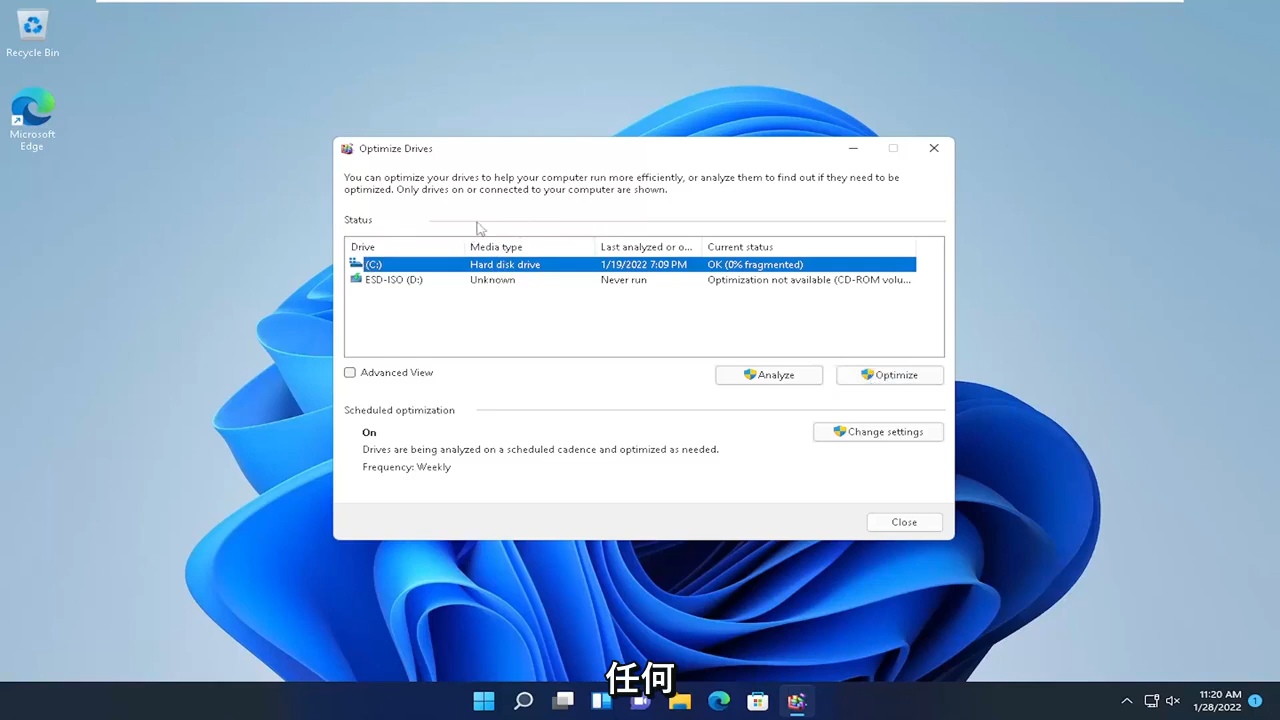 Recycle Bin
Microsoft
Edge
Optimize Drives
You can optimize your drives to help your computer run more efficiently, or analyze them to find out if they need to be
optimized. Only drives on or connected to your computer are shown.
Status
Drive Media type Last analyzed or o... Current status
(C:) Hard disk drive 1/19/2022 7:09 PM OK (0% fragmented)
ESD-ISO (D:) Unknown Never run Optimization not available (CD-ROM volu...
Advanced View Analyze Optimize
Scheduled optimization
On Change settings
Drives are being analyzed on a scheduled cadence and optimized as needed.
Frequency: Weekly
Close
任何
11:20 AM
1/28/2022 1